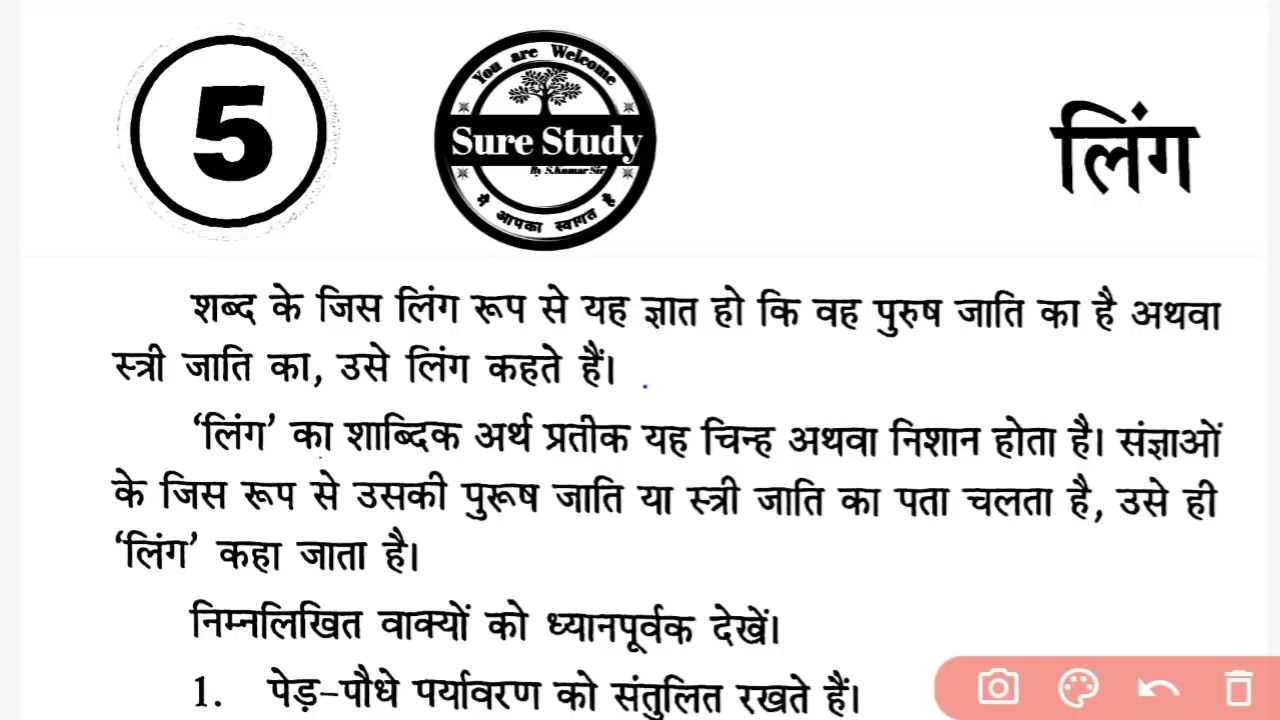 5
You are Welcome
Sure Study
By S.Kumar Sir
मे आपका स्वागत है
लिंग
शब्द के जिस लिंग रूप से यह ज्ञात हो कि वह पुरुष जाति का है अथवा
स्त्री जाति का, उसे लिंग कहते हैं।
‘लिंग’ का शाब्दिक अर्थ प्रतीक यह चिन्ह अथवा निशान होता है। संज्ञाओं
के जिस रूप से उसकी पुरूष जाति या स्त्री जाति का पता चलता है, उसे ही
‘लिंग’ कहा जाता है।
निम्नलिखित वाक्यों को ध्यानपूर्वक देखें।
1. पेड़-पौधे पर्यावरण को संतुलित रखते हैं।